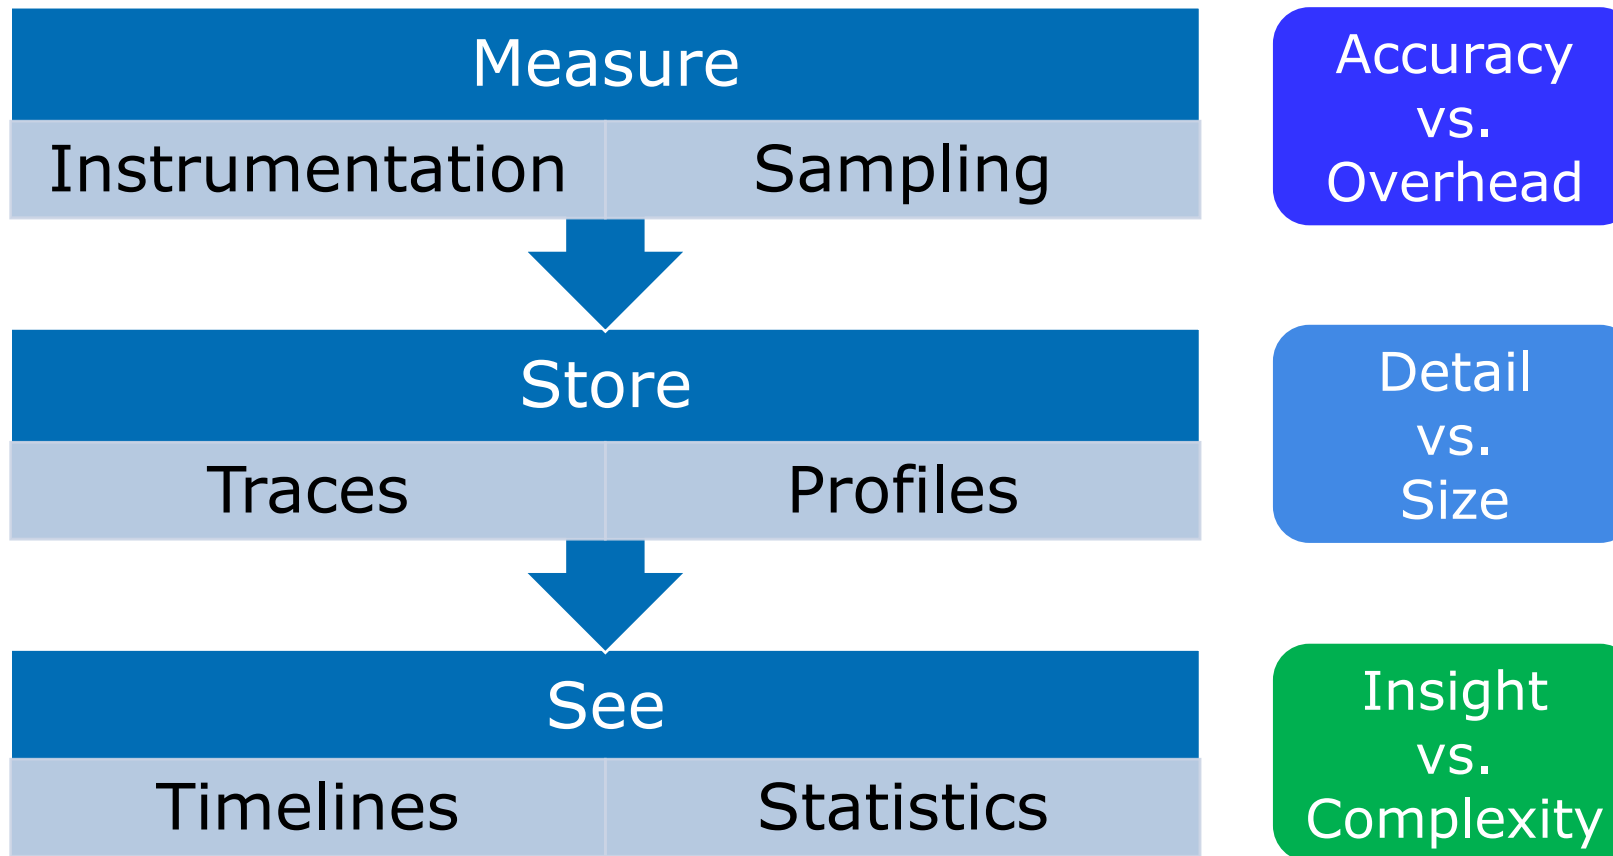 Measure
Instrumentation Sampling
Accuracy
vs.
Overhead
Store
Traces Profiles
Detail
vs.
Size
See
Timelines Statistics
Insight
vs.
Complexity